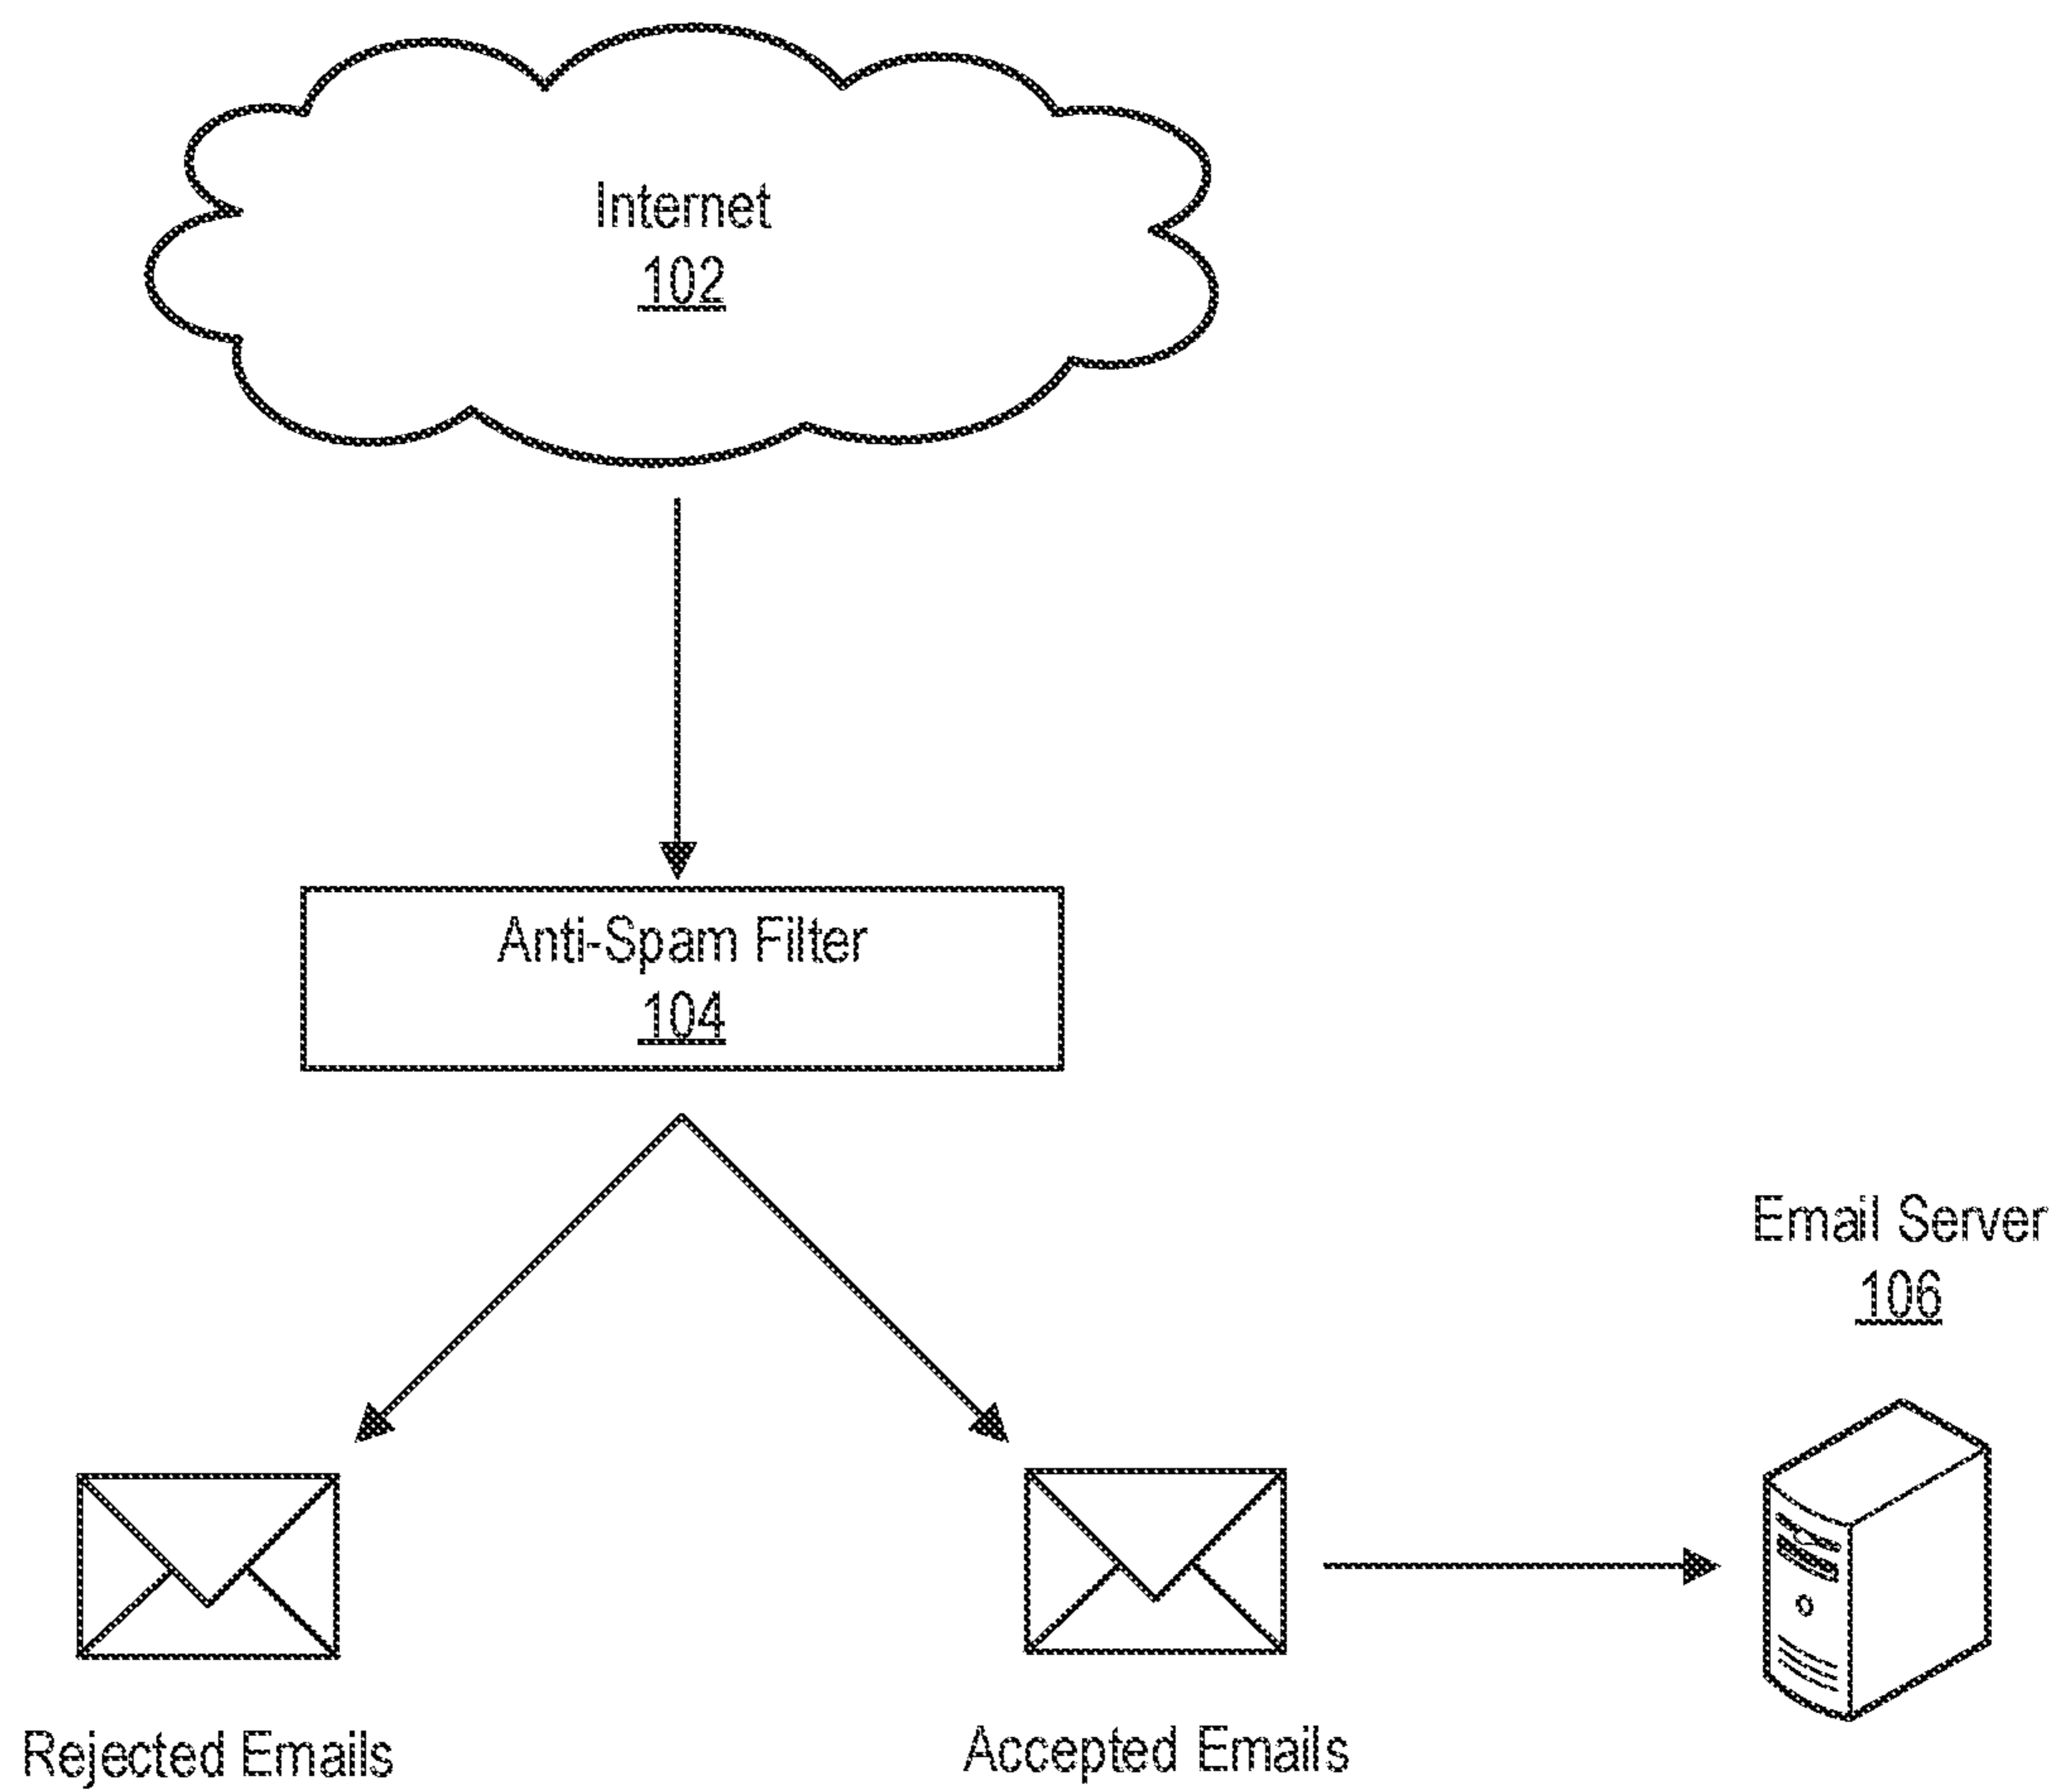 Internet
102
Anti-Spam Filter
104
Email Server
106
Rejected Emails
Accepted Emails